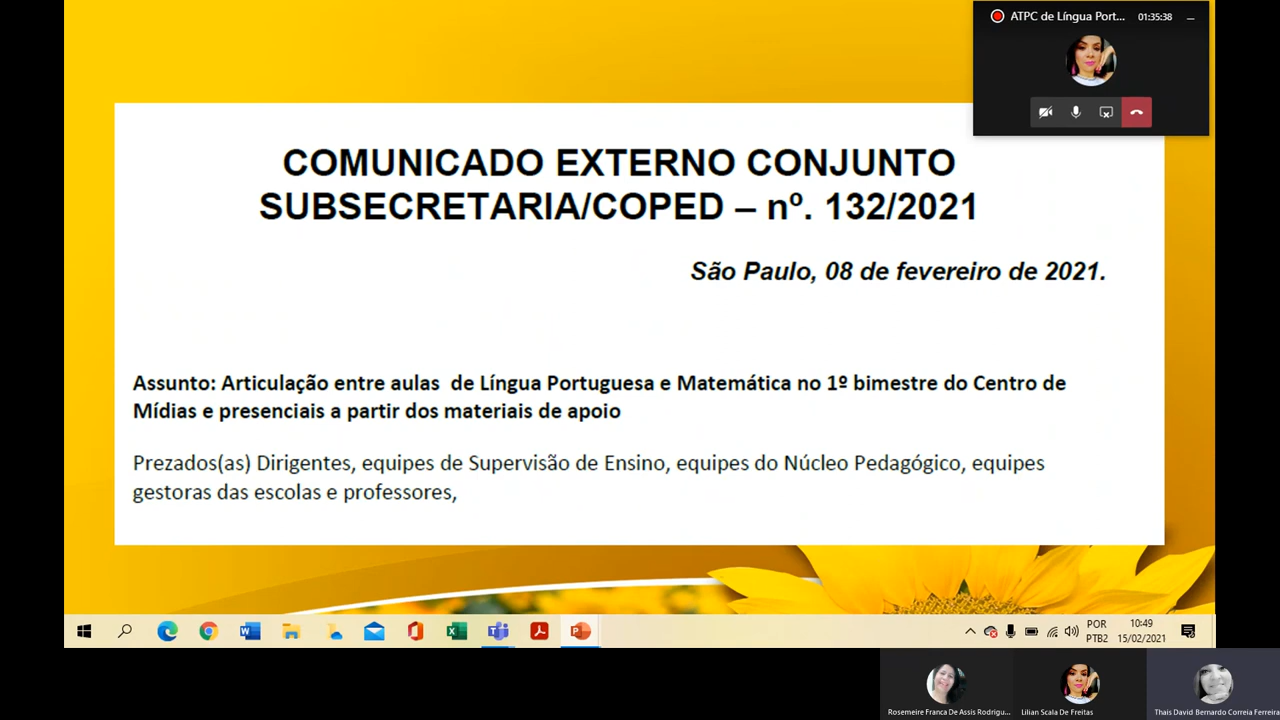 ATPC de Língua Port... 01:35:38
COMUNICADO EXTERNO CONJUNTO
SUBSECRETARIA/COPED – nº. 132/2021
São Paulo, 08 de fevereiro de 2021.
Assunto: Articulação entre aulas de Língua Portuguesa e Matemática no 1º bimestre do Centro de
Mídias e presenciais a partir dos materiais de apoio
Prezados(as) Dirigentes, equipes de Supervisão de Ensino, equipes do Núcleo Pedagógico, equipes
gestoras das escolas e professores,
POR 10:49
PTB2 15/02/2021
Rosemeire Franca De Assis Rodrigu... Lilian Scala De Freitas Thais David Bernardo Correia Ferreira